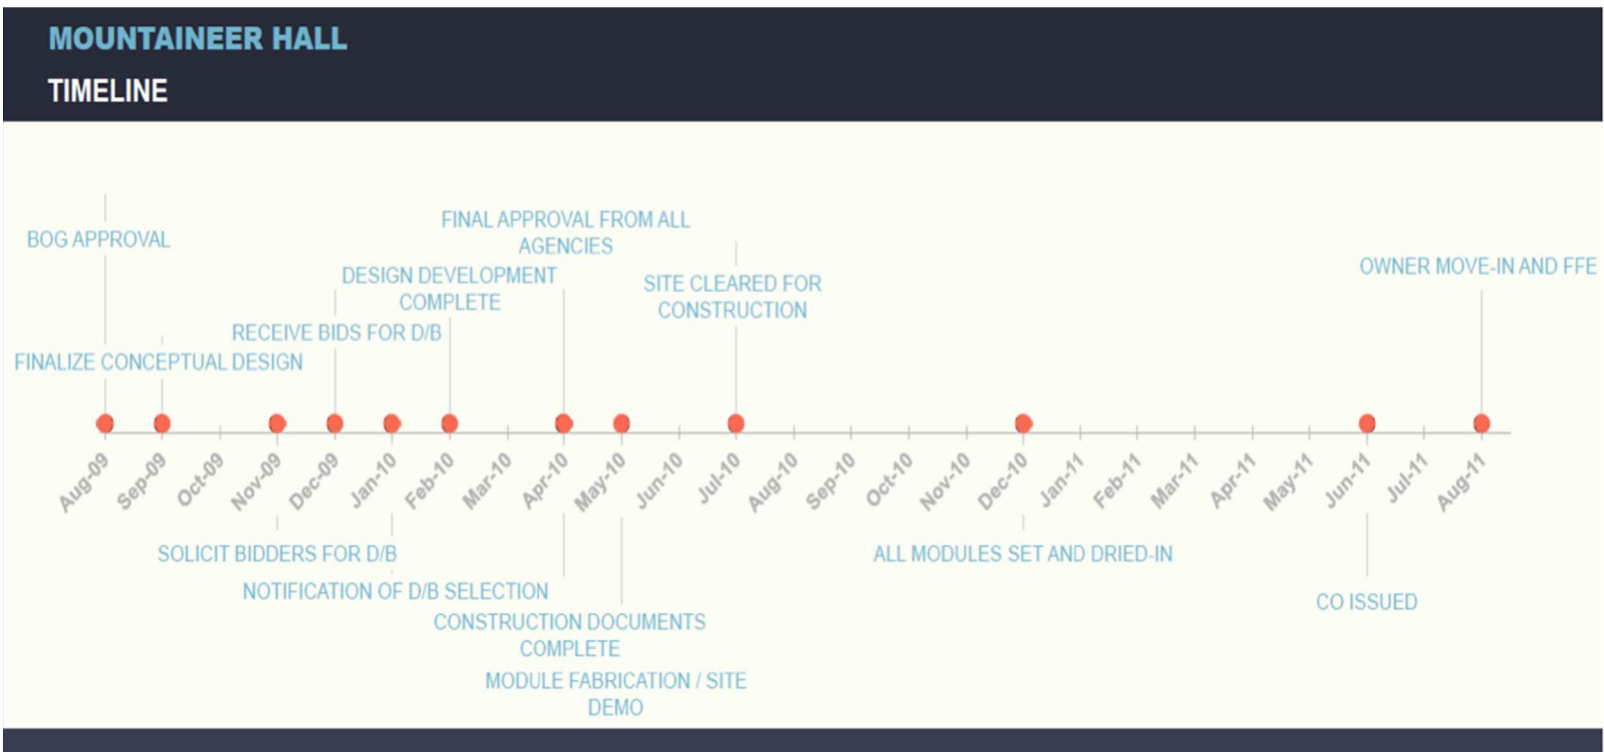 MOUNTAINEER HALL
TIMELINE
BOG APPROVAL
FINALIZE CONCEPTUAL DESIGN
RECEIVE BIDS FOR D/B
DESIGN DEVELOPMENT
COMPLETE
FINAL APPROVAL FROM ALL
AGENCIES
SITE CLEARED FOR
CONSTRUCTION
OWNER MOVE-IN AND FFE
Aug-09
Sep-09
Oct-09
Nov-09
Dec-09
Jan-10
Feb-10
Mar-10
Apr-10
May-10
Jun-10
Jul-10
Aug-10
Sep-10
Oct-10
Nov-10
Dec-10
Jan-11
Feb-11
Mar-11
Apr-11
May-11
Jun-11
Jul-11
Aug-11
SOLICIT BIDDERS FOR D/B
NOTIFICATION OF D/B SELECTION
CONSTRUCTION DOCUMENTS
COMPLETE
MODULE FABRICATION / SITE
DEMO
ALL MODULES SET AND DRIED-IN
CO ISSUED